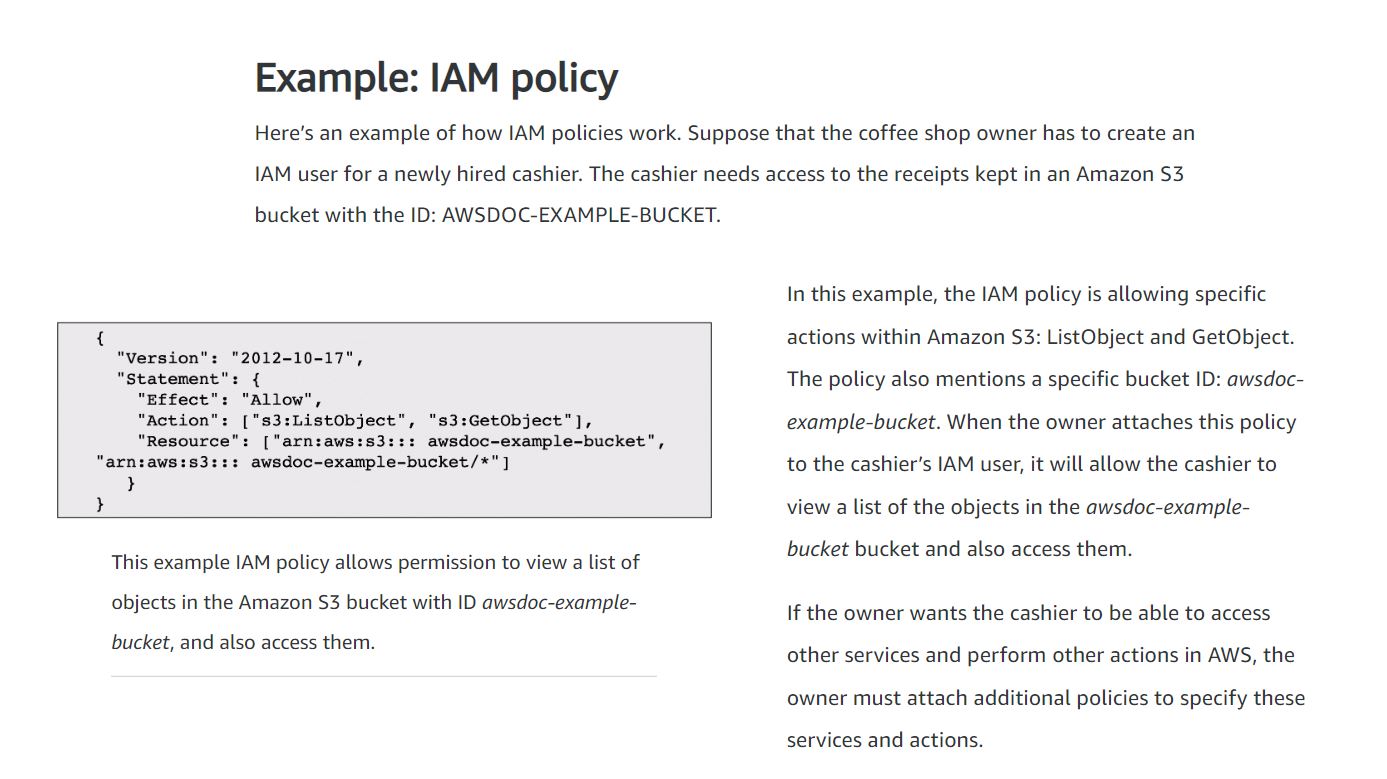 Example: IAM policy
Here’s an example of how IAM policies work. Suppose that the coffee shop owner has to create an
IAM user for a newly hired cashier. The cashier needs access to the receipts kept in an Amazon S3
bucket with the ID: AWSDOC-EXAMPLE-BUCKET.
{
"Version": "2012-10-17",
"Statement": {
"Effect": "Allow",
"Action": ["s3:ListObject", "s3:GetObject"],
"Resource": ["arn:aws:s3::: awsdoc-example-bucket",
"arn:aws:s3::: awsdoc-example-bucket/*"]
}
}
This example IAM policy allows permission to view a list of
objects in the Amazon S3 bucket with ID awsdoc-example-
bucket, and also access them.
In this example, the IAM policy is allowing specific
actions within Amazon S3: ListObject and GetObject.
The policy also mentions a specific bucket ID: awsdoc-
example-bucket. When the owner attaches this policy
to the cashier’s IAM user, it will allow the cashier to
view a list of the objects in the awsdoc-example-
bucket bucket and also access them.
If the owner wants the cashier to be able to access
other services and perform other actions in AWS, the
owner must attach additional policies to specify these
services and actions.